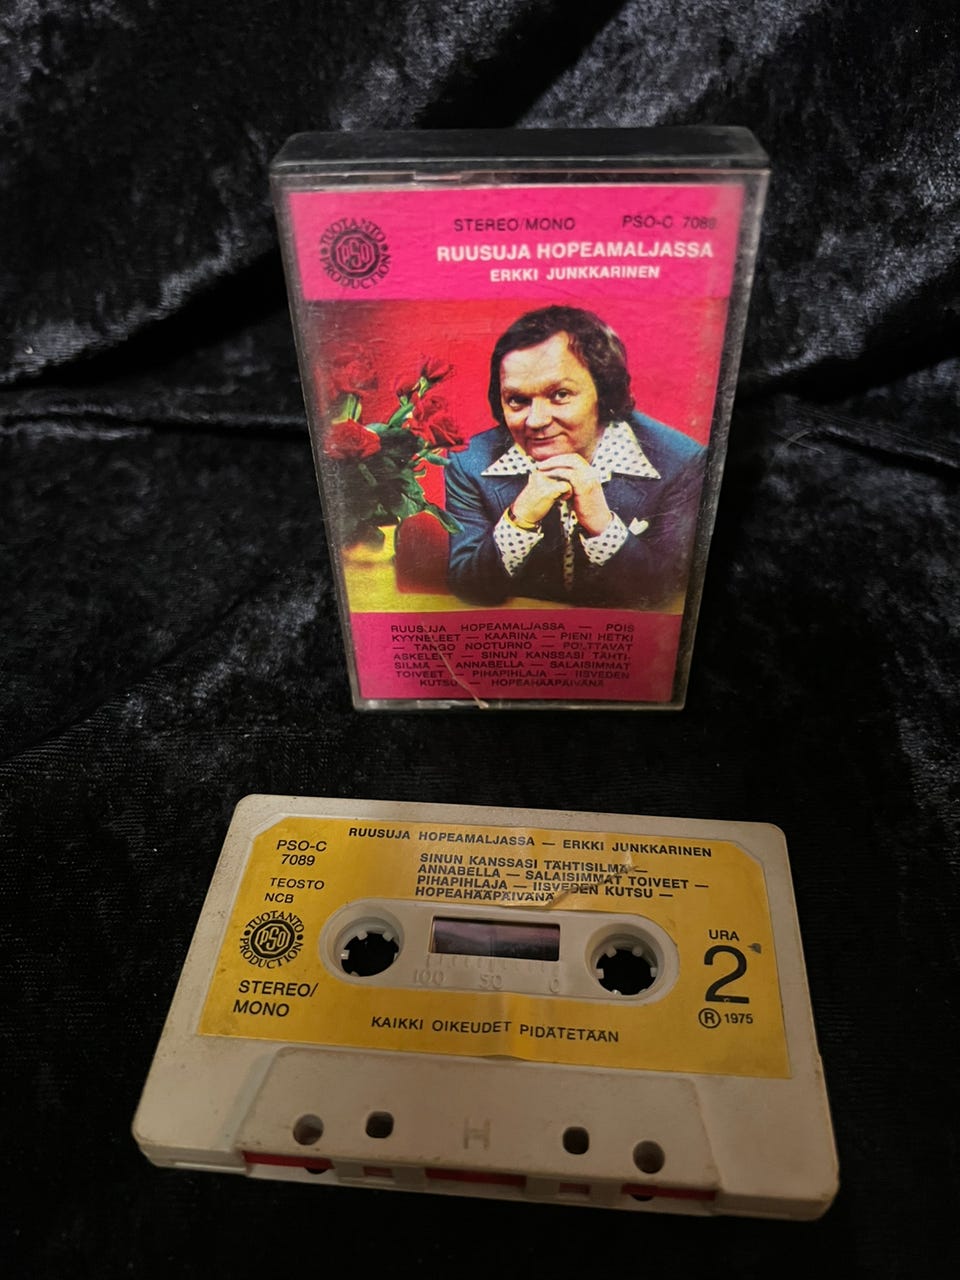 TUOTANTO
PSO
PRODUCTION
STEREO/MONO PSO-C 7089
RUUSUJA HOPEAMALJASSA
ERKKI JUNKKARINEN
RUUSUJA HOPEAMALJASSA — POIS
KYYNELEET — KAARINA — PIENI HETKI
— TANGO NOCTURNO — POLTTAVAT
ASKELEET — SINUN KANSSASI TÄHTI-
SILMÄ — ANNABELLA — SALAISIMMAT
TOIVEET — PIHAPIHLAJA — IISVEDEN
KUTSU — HOPEAHÄÄPÄIVÄNÄ
RUUSUJA HOPEAMALJASSA — ERKKI JUNKKARINEN
PSO-C
7089
SINUN KANSSASI TÄHTISILMÄ —
ANNABELLA — SALAISIMMAT TOIVEET —
PIHAPIHLAJA — IISVEDEN KUTSU —
HOPEAHÄÄPÄIVÄNÄ
TEOSTO
NCB
TUOTANTO
PSO
PRODUCTION
STEREO/
MONO
100 50 0
URA
2
Ⓡ 1975
KAIKKI OIKEUDET PIDÄTETÄÄN
H